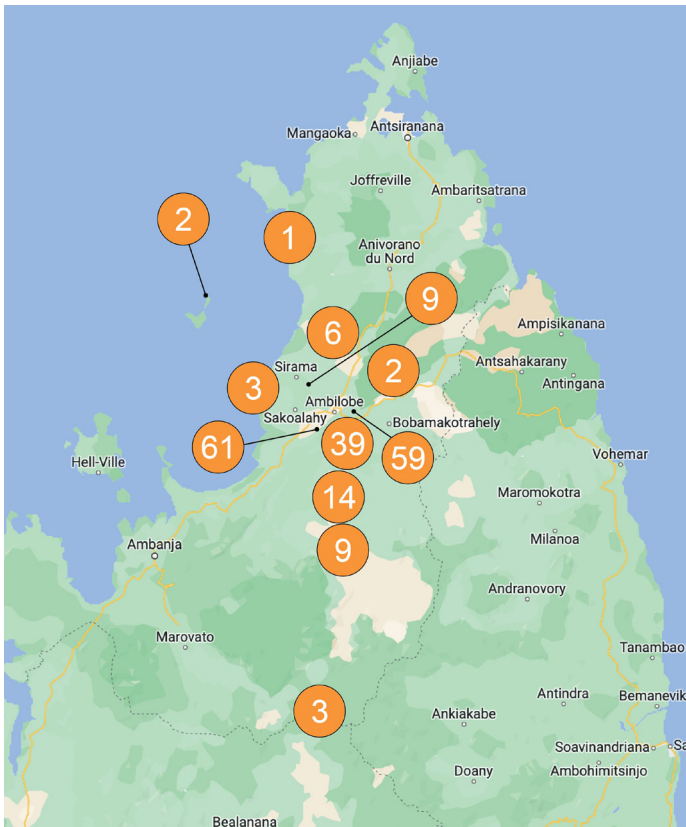 Anjiabe
Mangaoka
Antsiranana
Joffreville
Ambaritsatrana
2
1
Anivorano
du Nord
9
6
Ampisikanana
Sirama
2
Antsahakarany
3
Antingana
Ambilobe
Sakoalahy
Bobamakotrahely
61
39
59
Hell-Ville
Vohemar
14
Maromokotra
Ambanja
9
Milanoa
Andranovory
Marovato
Tanambao
3
Antindra
Bemanevik
Ankiakabe
Soavinandriana
Sa
Doany
Ambohimitsinjo
Bealanana